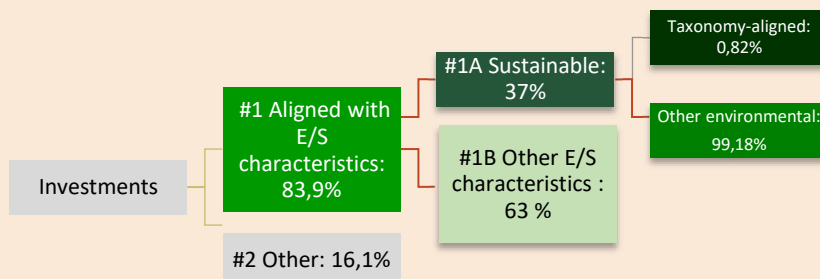 Investments
#1 Aligned with
E/S
characteristics:
83,9%
#2 Other: 16,1%
#1A Sustainable:
37%
#1B Other E/S
characteristics :
63 %
Taxonomy-aligned:
0,82%
Other environmental:
99,18%